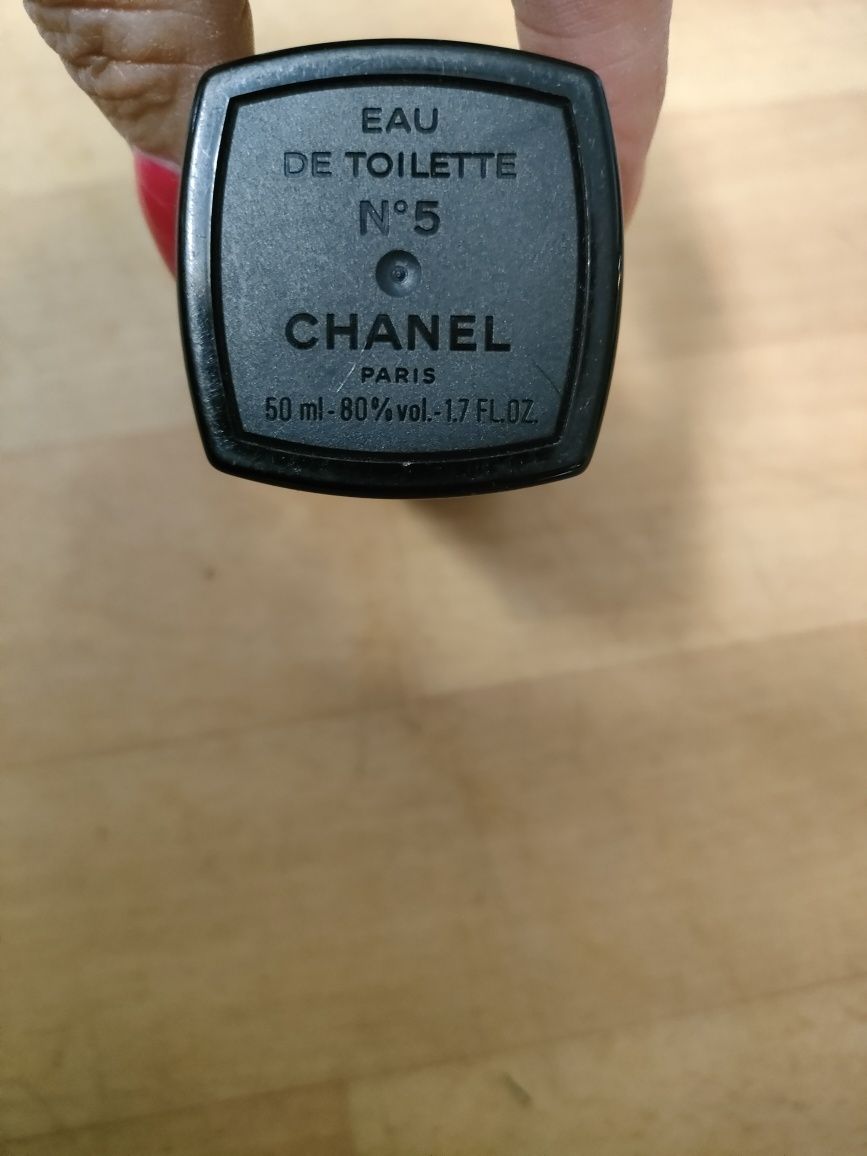 EAU
DE TOILETTE
N°5
CHANEL
PARIS
50 ml-80% vol.-1.7 FL.OZ.